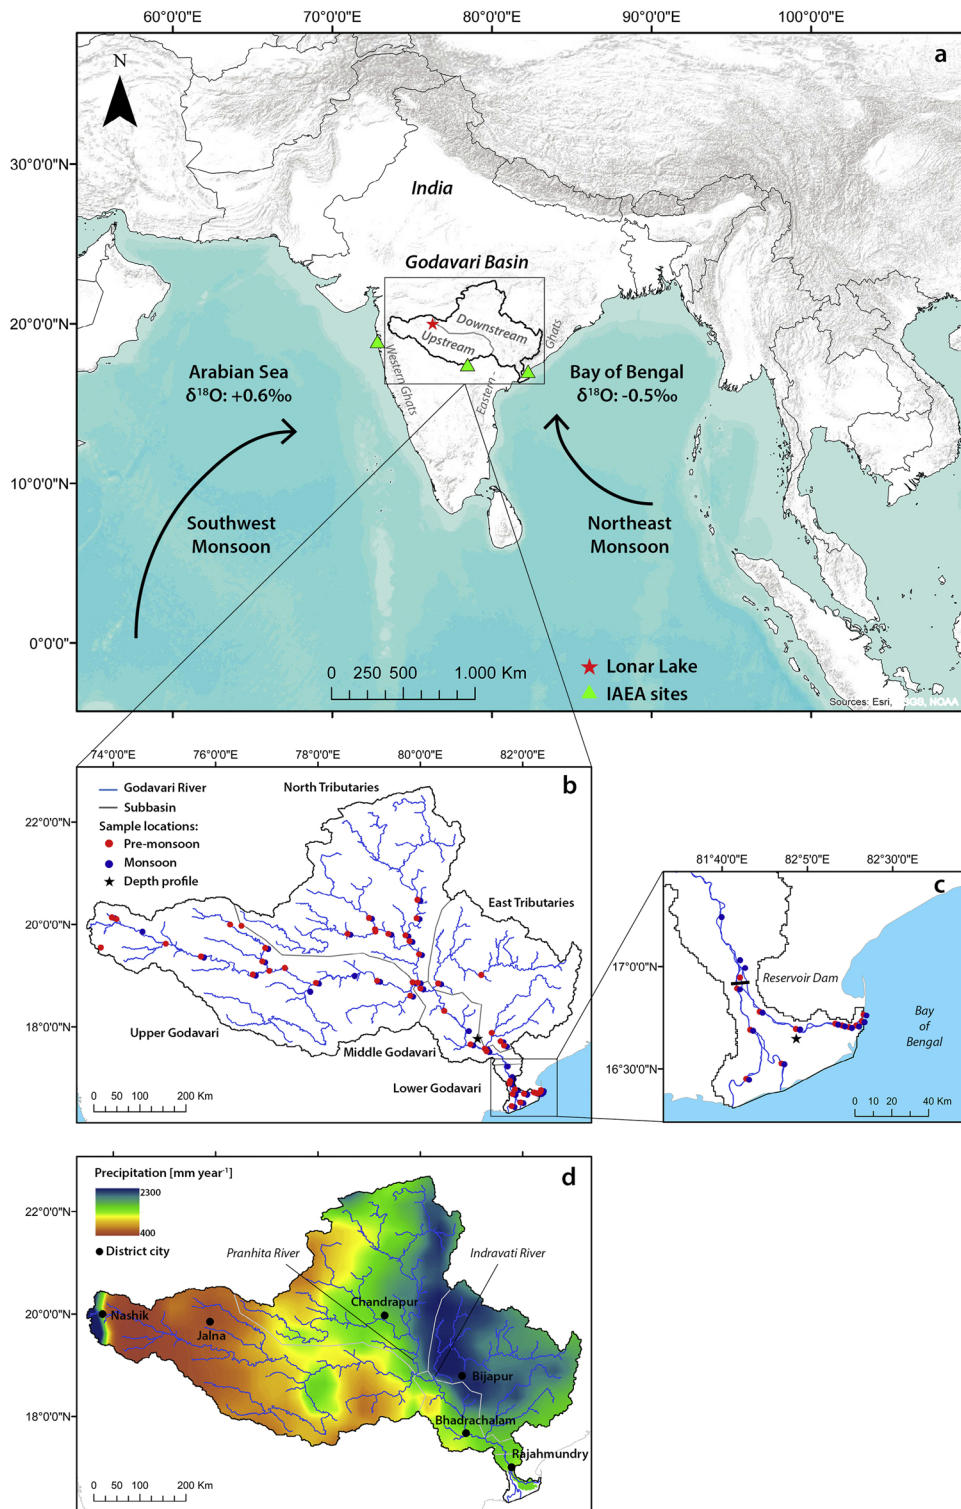 60°0'0"E 70°0'0"E 80°0'0"E 90°0'0"E 100°0'0"E
a
N
30°0'0"N
India
Godavari Basin
20°0'0"N
Downstream
Upstream
Western Ghats
Eastern - Ghats
Arabian Sea
δ¹⁸O: +0.6‰
Bay of Bengal
δ¹⁸O: -0.5‰
10°0'0"N
Southwest
Monsoon
Northeast
Monsoon
0°0'0"
0 250 500 1.000 Km
Lonar Lake
IAEA sites
Sources: Esri, USGS, NOAA
74°0'0"E 76°0'0"E 78°0'0"E 80°0'0"E 82°0'0"E
b
Godavari River
Subbasin
Sample locations:
Pre-monsoon
Monsoon
Depth profile
North Tributaries
East Tributaries
Upper Godavari
Middle Godavari
Lower Godavari
22°0'0"N
20°0'0"N
18°0'0"N
0 50 100 200 Km
81°40'0"E 82°5'0"E 82°30'0"E
c
17°0'0"N
Reservoir Dam
Bay
of
Bengal
16°30'0"N
0 10 20 40 Km
d
Precipitation [mm year⁻¹]
2300
400
District city
22°0'0"N
Pranhita River
Indravati River
20°0'0"N
Nashik
Jalna
Chandrapur
Bijapur
18°0'0"N
Bhadrachalam
Rajahmundry
0 50 100 200 Km